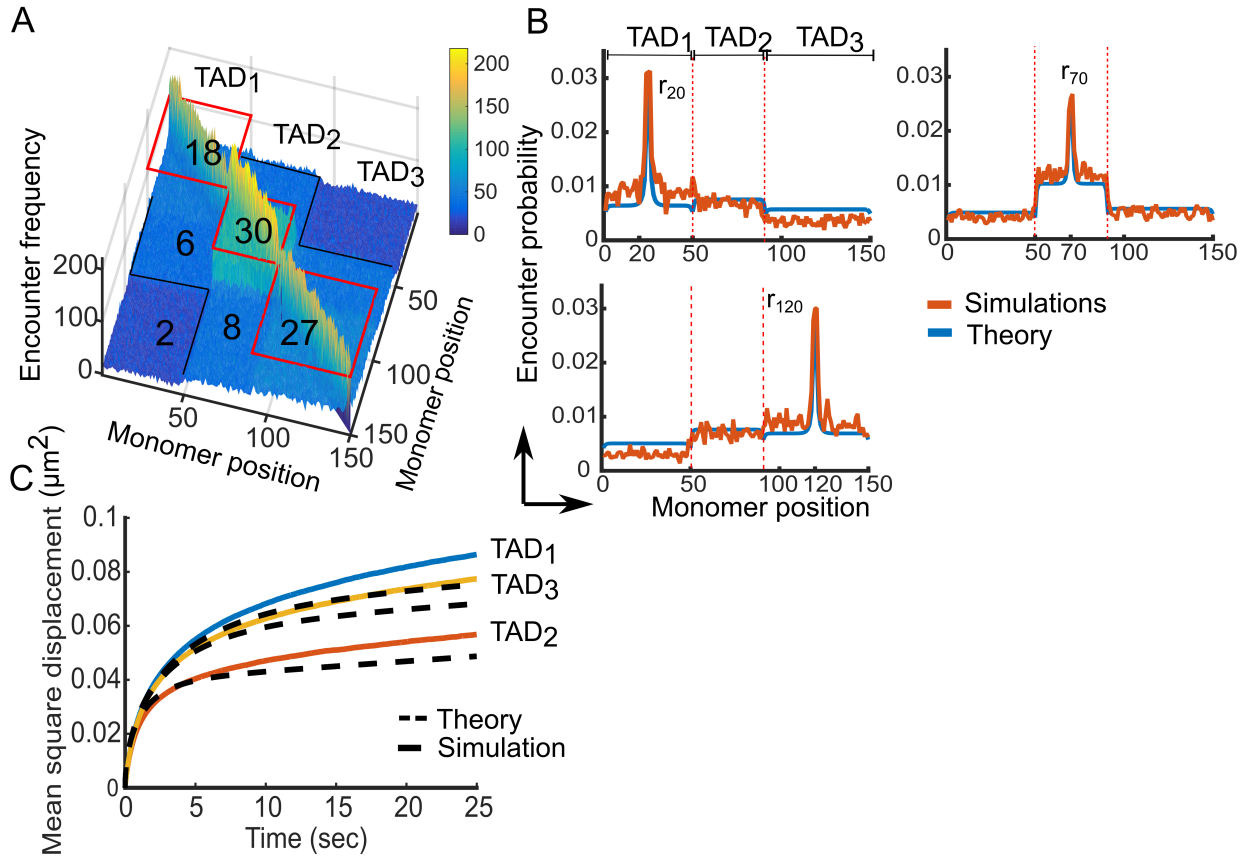 A
TAD1
TAD2
TAD3
18
30
6
27
8
2
Encounter frequency
200
100
0
50
100
150
Monomer position
50
100
150
Monomer position
200
150
100
50
0
B
TAD1 TAD2 TAD3
Encounter probability
0.03
0.02
0.01
0
r20
0 20 50 100 150
0.03
0.02
0.01
0
r70
0 50 70 100 150
0.03
0.02
0.01
0
r120
0 50 100 120 150
Monomer position
Simulations
Theory
C
Mean square displacement (μm2)
0.1
0.08
0.06
0.04
0.02
0
TAD1
TAD3
TAD2
Theory
Simulation
0 5 10 15 20 25
Time (sec)